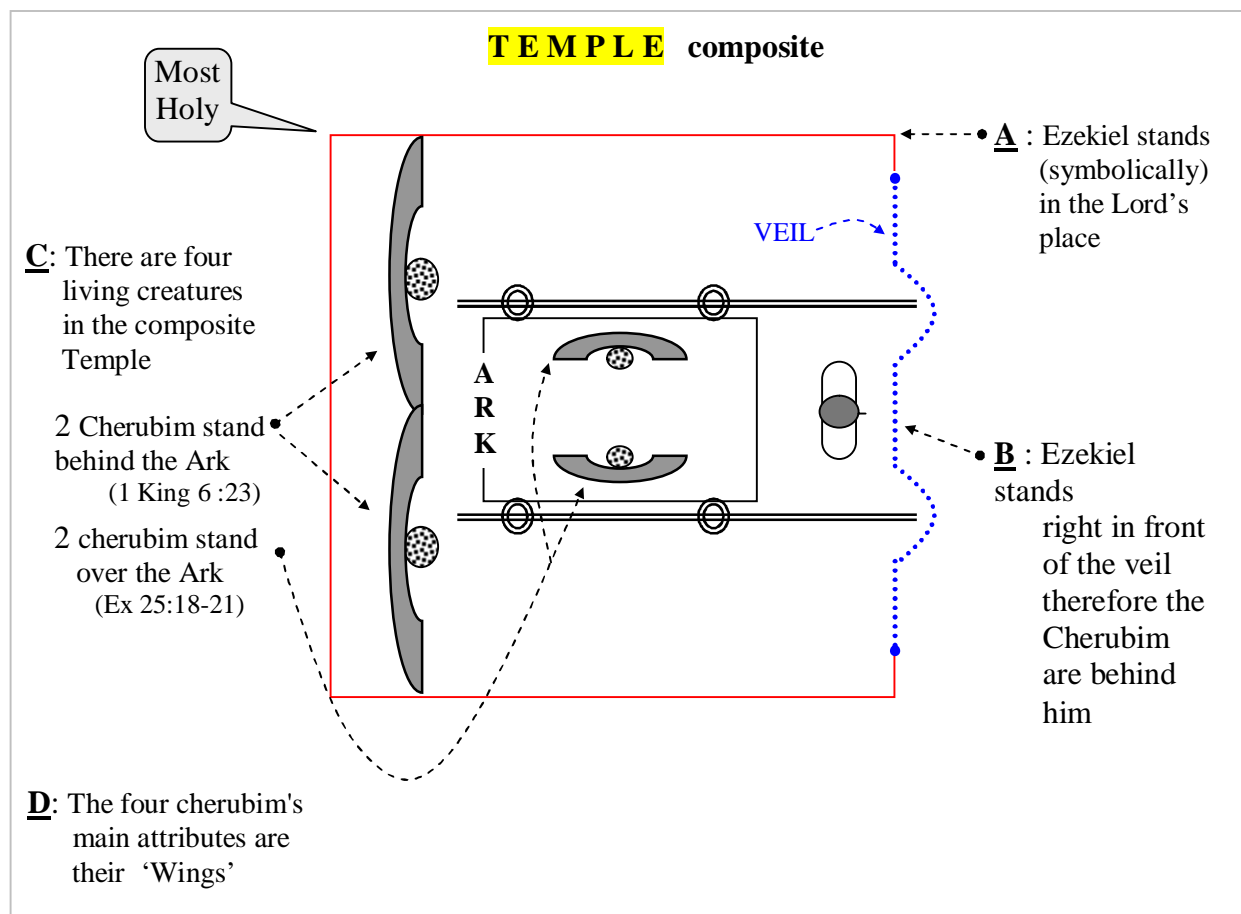 T E M P L E composite
Most
Holy
A : Ezekiel stands
(symbolically)
in the Lord’s
place
VEIL
C: There are four
living creatures
in the composite
Temple
A
R
K
2 Cherubim stand
behind the Ark
(1 King 6 :23)
2 cherubim stand
over the Ark
(Ex 25:18-21)
B : Ezekiel
stands
right in front
of the veil
therefore the
Cherubim
are behind
him
D: The four cherubim's
main attributes are
their ‘Wings’